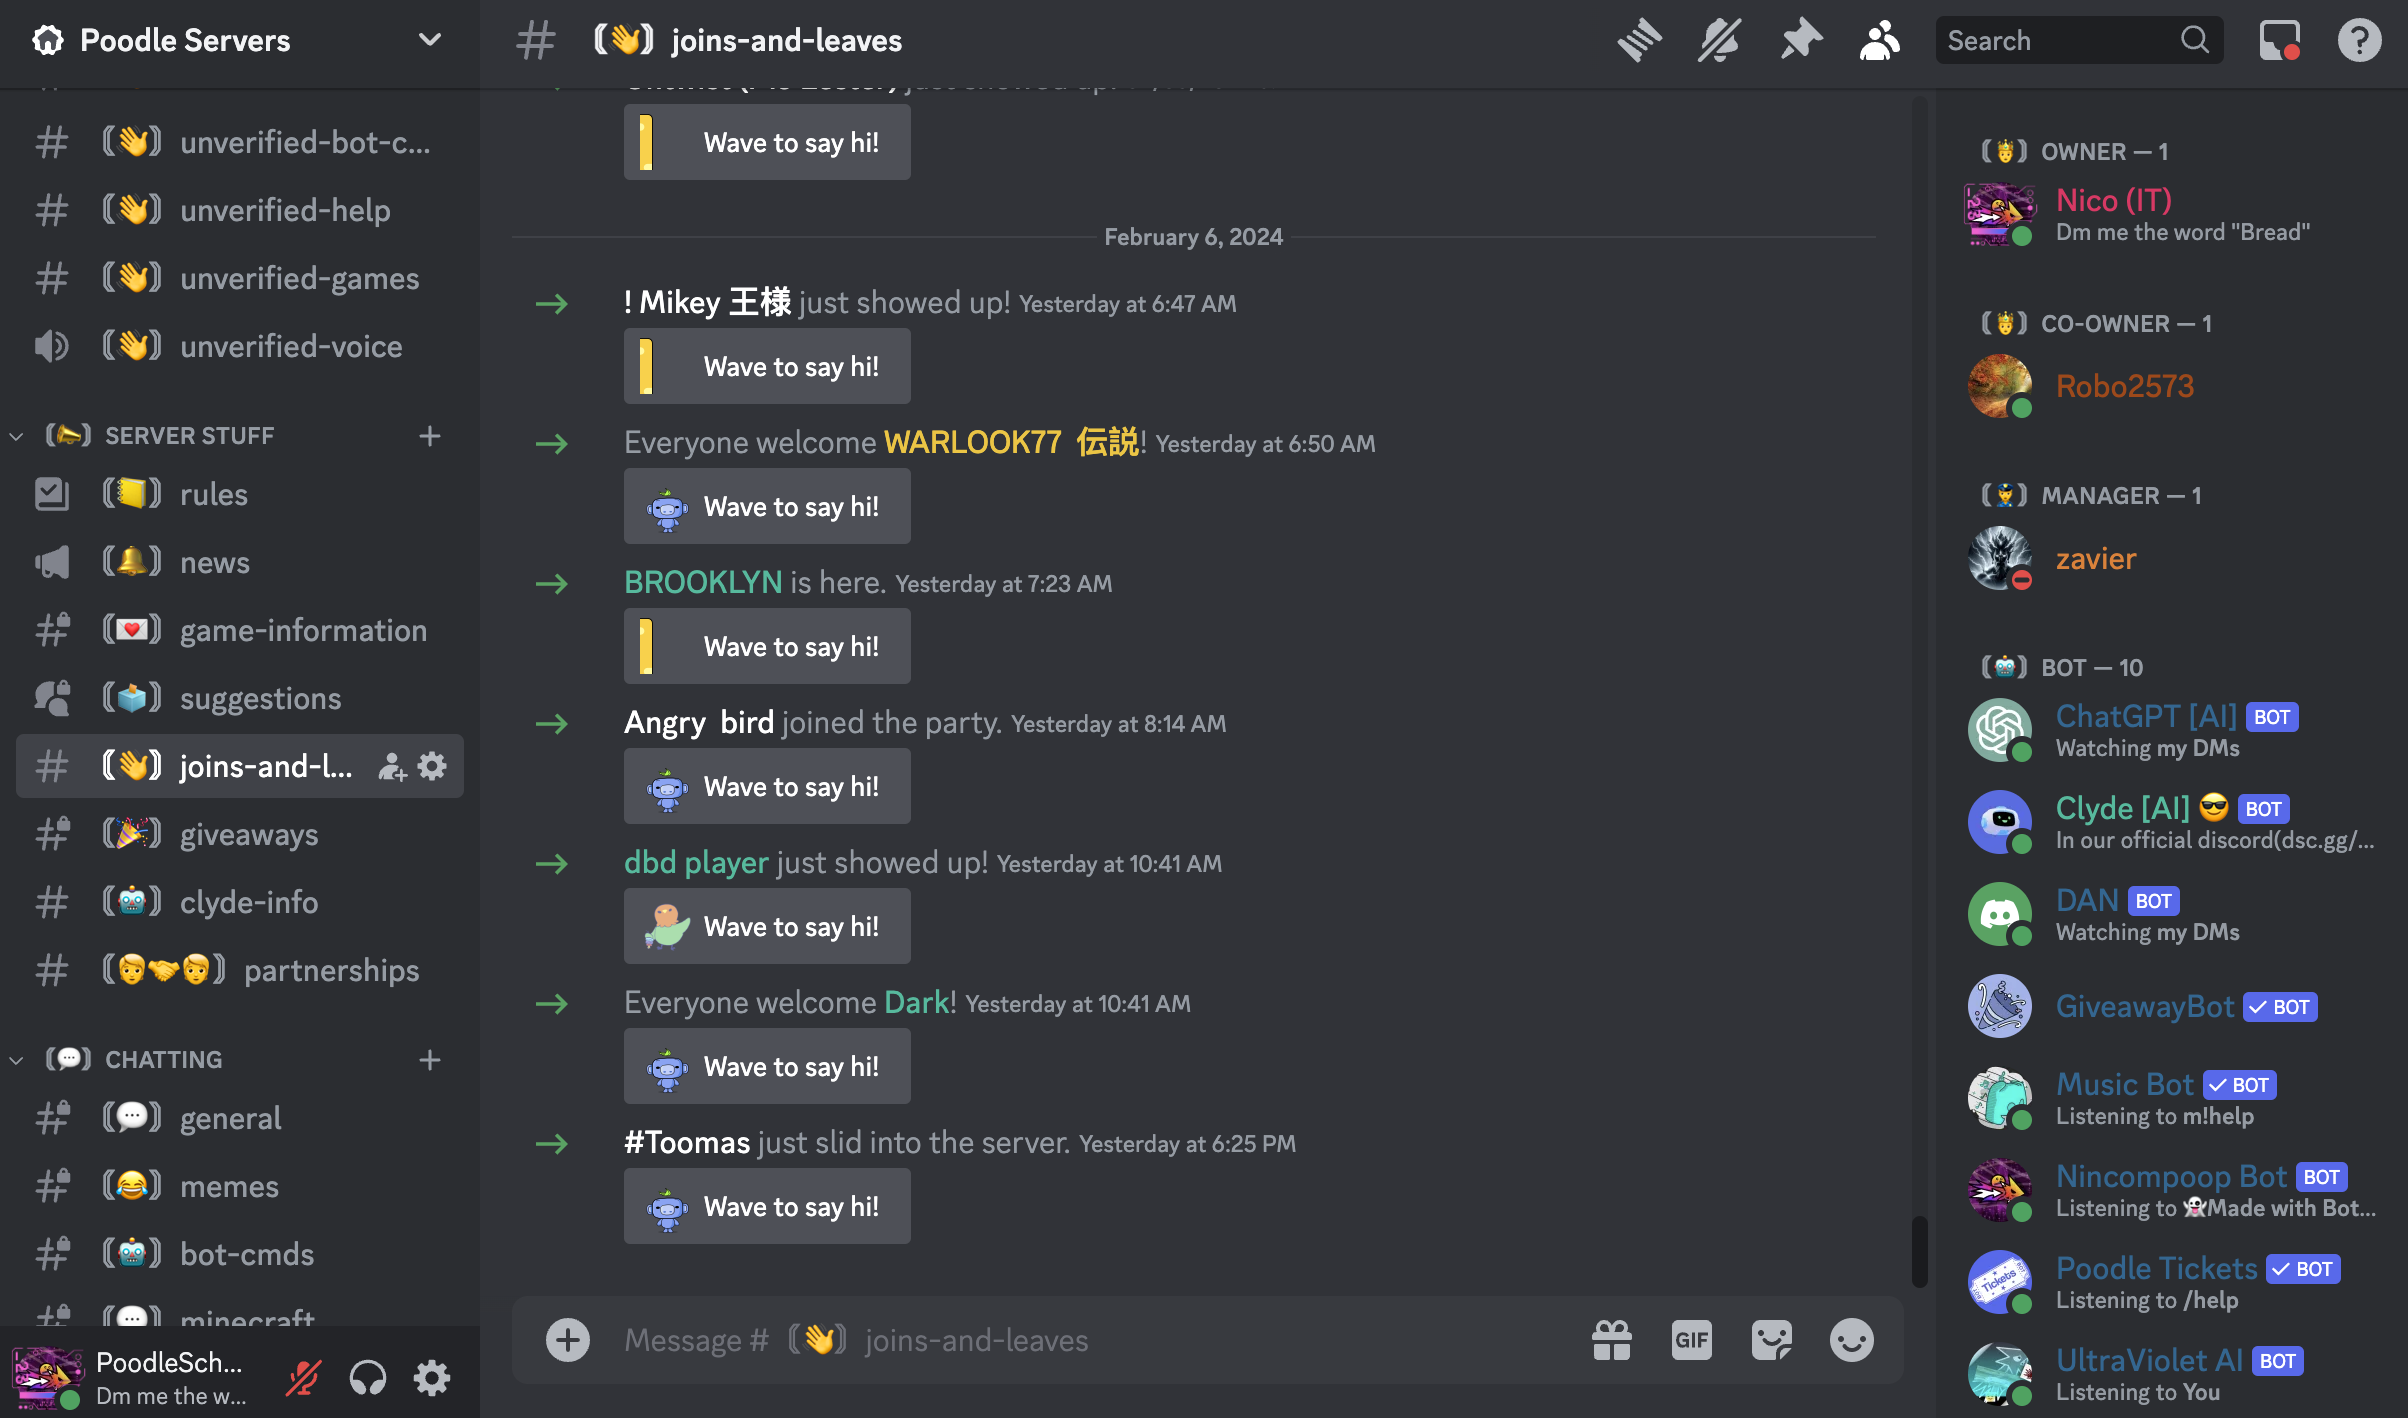 Poodle Servers
unverified-bot-c...
unverified-help
unverified-games
unverified-voice
SERVER STUFF
rules
news
game-information
suggestions
joins-and-l...
giveaways
clyde-info
partnerships
CHATTING
general
memes
bot-cmds
minecraft
PoodleSch...
Dm me the w...
joins-and-leaves
Search
Wave to say hi!
February 6, 2024
! Mikey 王様 just showed up! Yesterday at 6:47 AM
Wave to say hi!
Everyone welcome WARLOOK77 伝説! Yesterday at 6:50 AM
Wave to say hi!
BROOKLYN is here. Yesterday at 7:23 AM
Wave to say hi!
Angry bird joined the party. Yesterday at 8:14 AM
Wave to say hi!
dbd player just showed up! Yesterday at 10:41 AM
Wave to say hi!
Everyone welcome Dark! Yesterday at 10:41 AM
Wave to say hi!
#Toomas just slid into the server. Yesterday at 6:25 PM
Wave to say hi!
Message # 👋 joins-and-leaves
GIF
OWNER — 1
Nico (IT)
Dm me the word "Bread"
CO-OWNER — 1
Robo2573
MANAGER — 1
zavier
BOT — 10
ChatGPT [AI] BOT
Watching my DMs
Clyde [AI] 😎 BOT
In our official discord(dsc.gg/...
DAN BOT
Watching my DMs
GiveawayBot ✓ BOT
Music Bot ✓ BOT
Listening to m!help
Nincompoop Bot BOT
Listening to 👻Made with Bot...
Poodle Tickets ✓ BOT
Listening to /help
Tickets
UltraViolet AI BOT
Listening to You